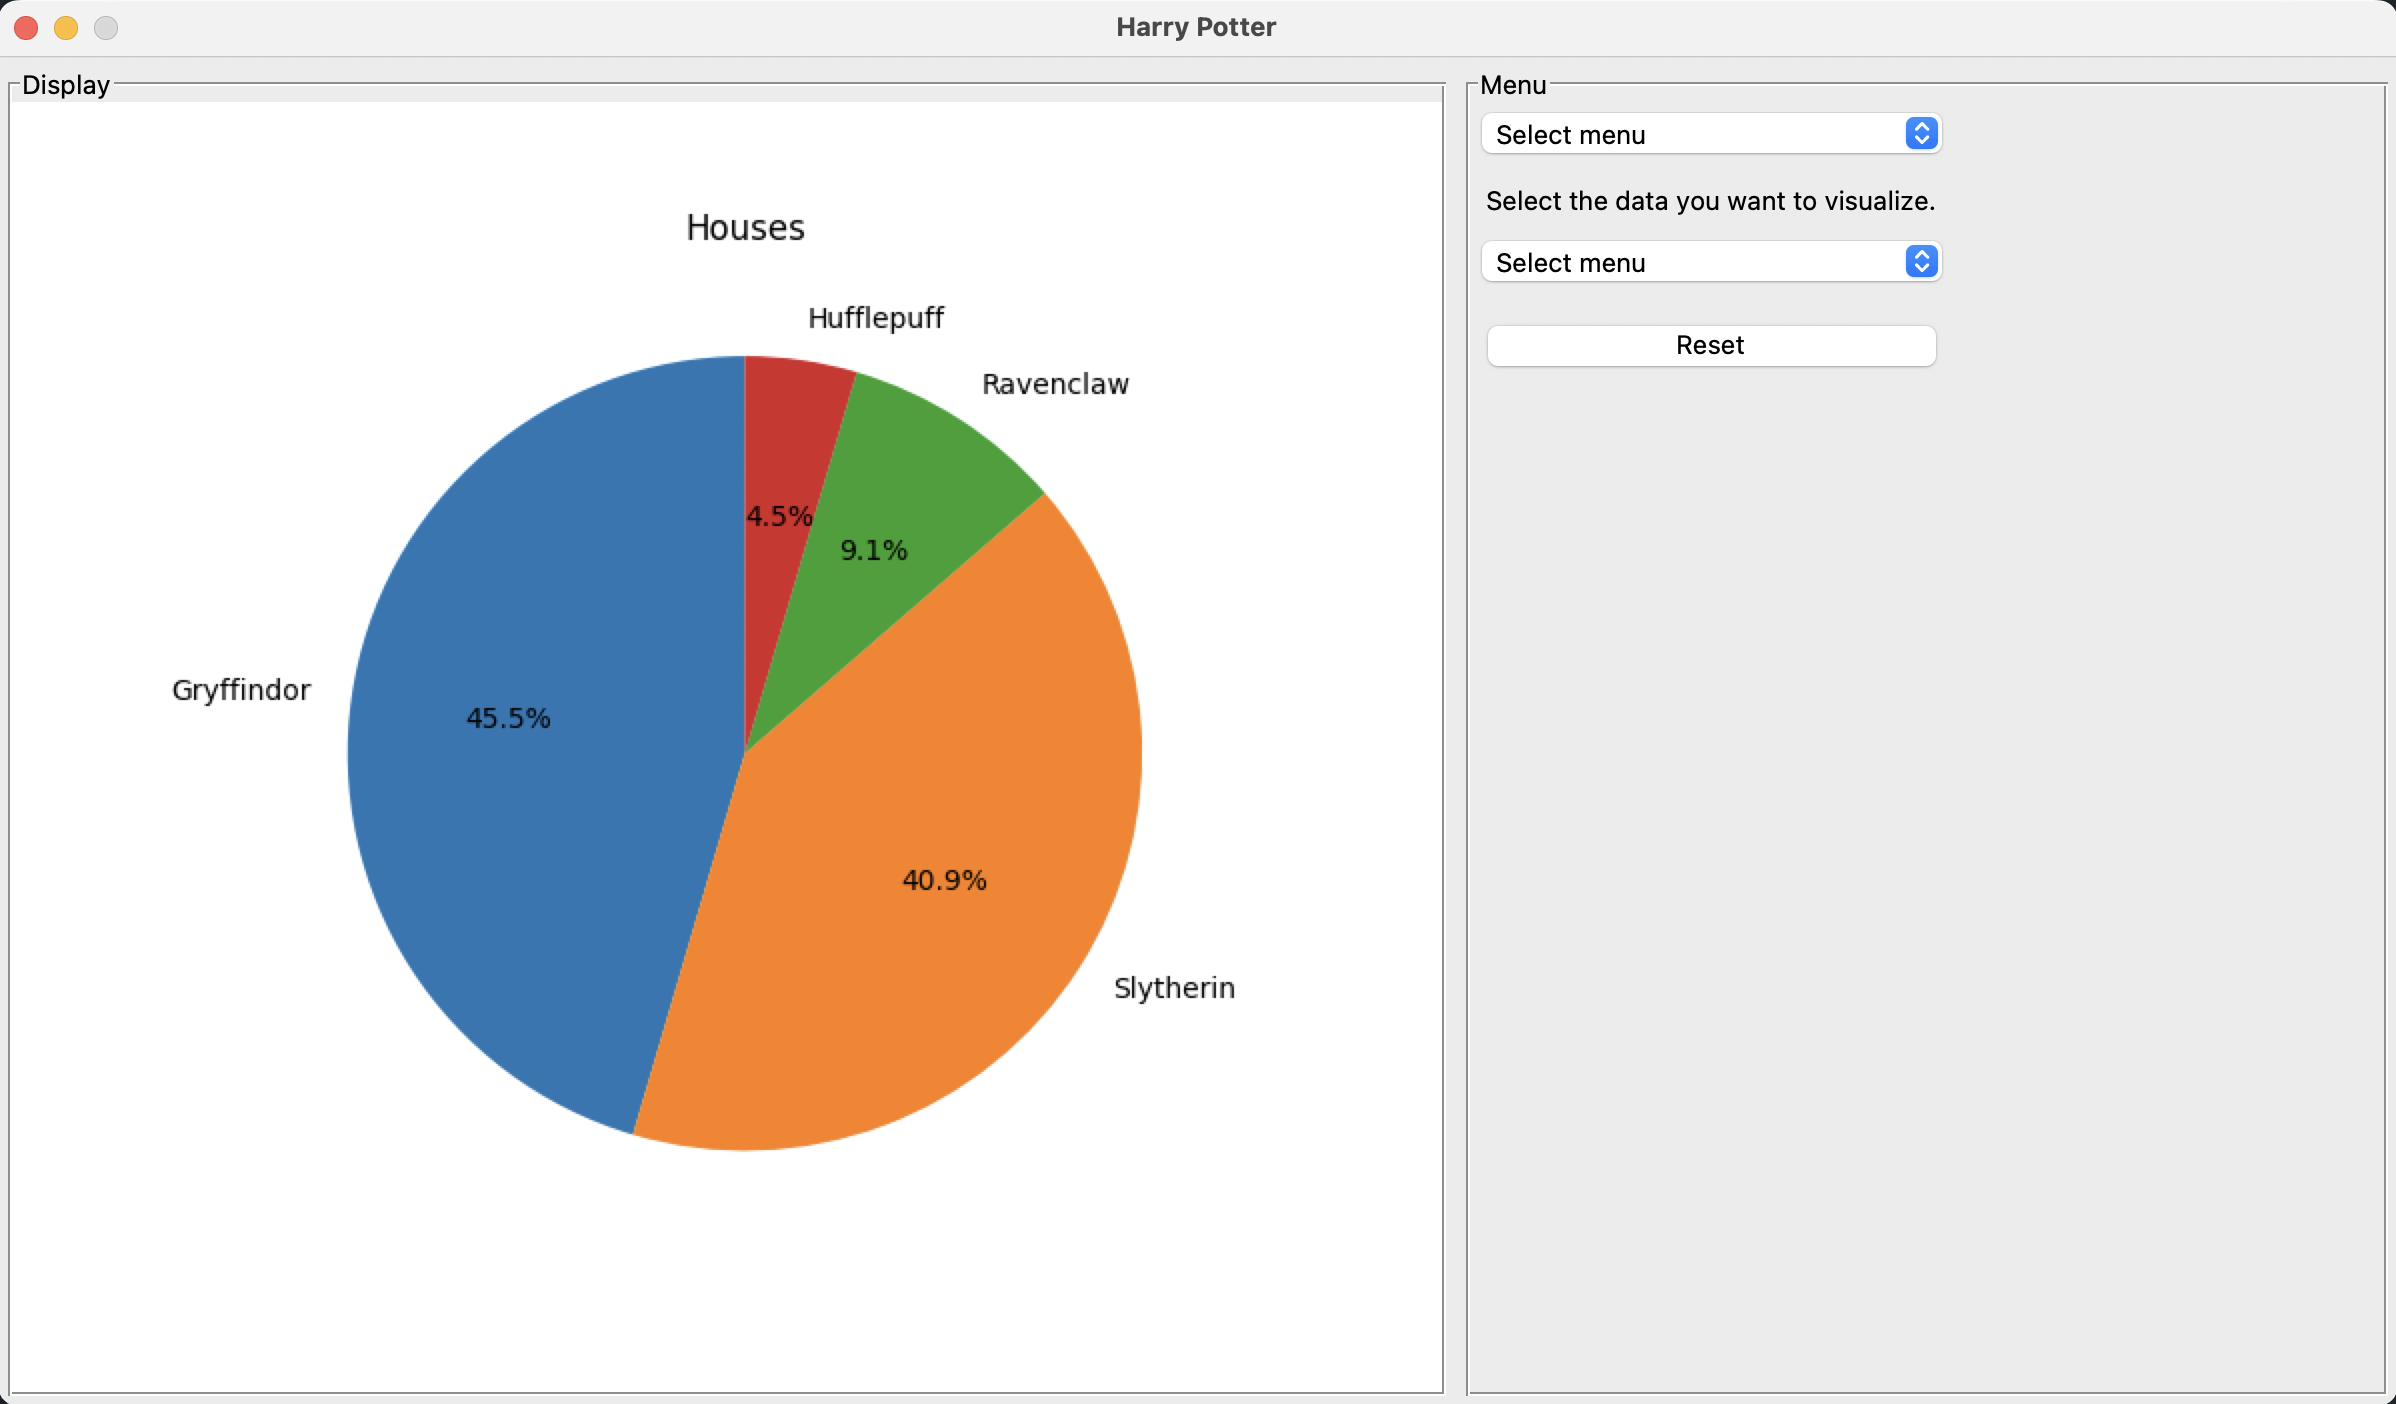 Harry Potter
Display
Houses
Hufflepuff
Ravenclaw
4.5%
9.1%
Gryffindor
45.5%
40.9%
Slytherin
Menu
Select menu
Select the data you want to visualize.
Select menu
Reset